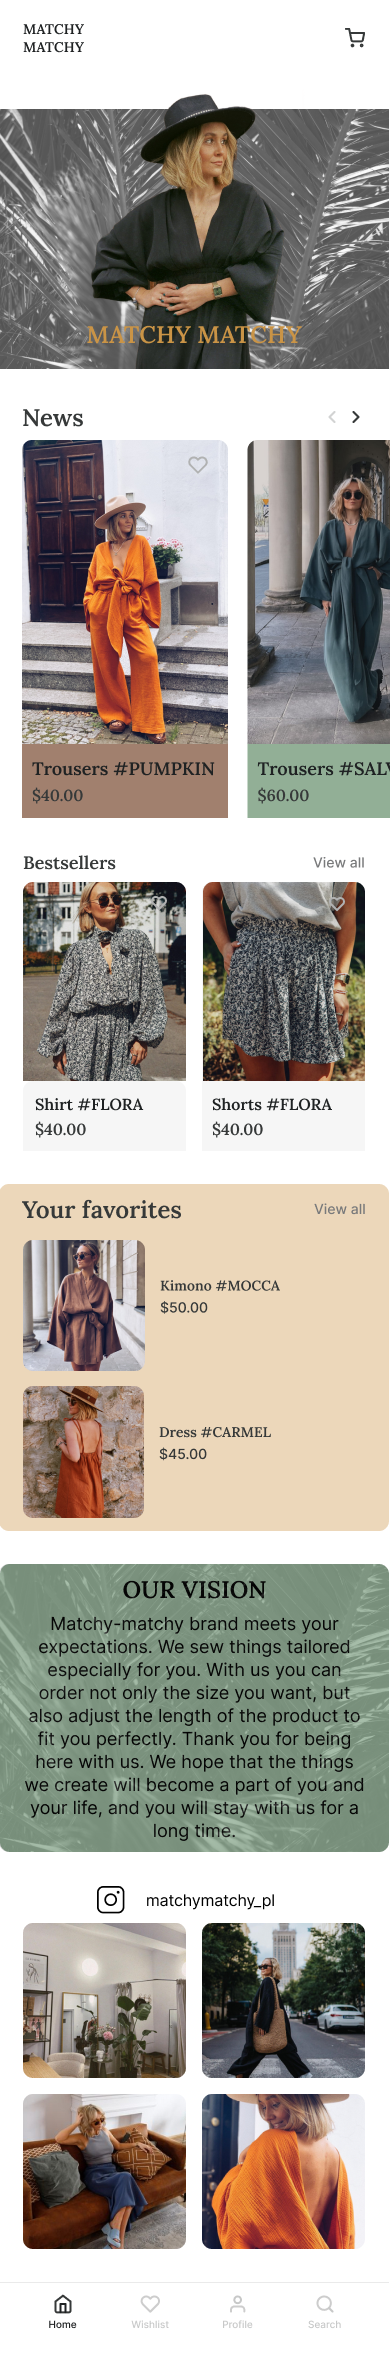 MATCHY
MATCHY
MATCHY MATCHY
News
Trousers #PUMPKIN
$40.00
Trousers #SALV
$60.00
Bestsellers
View all
Shirt #FLORA
$40.00
Shorts #FLORA
$40.00
Your favorites
View all
Kimono #MOCCA
$50.00
Dress #CARMEL
$45.00
OUR VISION
Matchy-matchy brand meets your
expectations. We sew things tailored
especially for you. With us you can
order not only the size you want, but
also adjust the length of the product to
fit you perfectly. Thank you for being
here with us. We hope that the things
we create will become a part of you and
your life, and you will stay with us for a
long time.
matchymatchy_pl
Home
Wishlist
Profile
Search